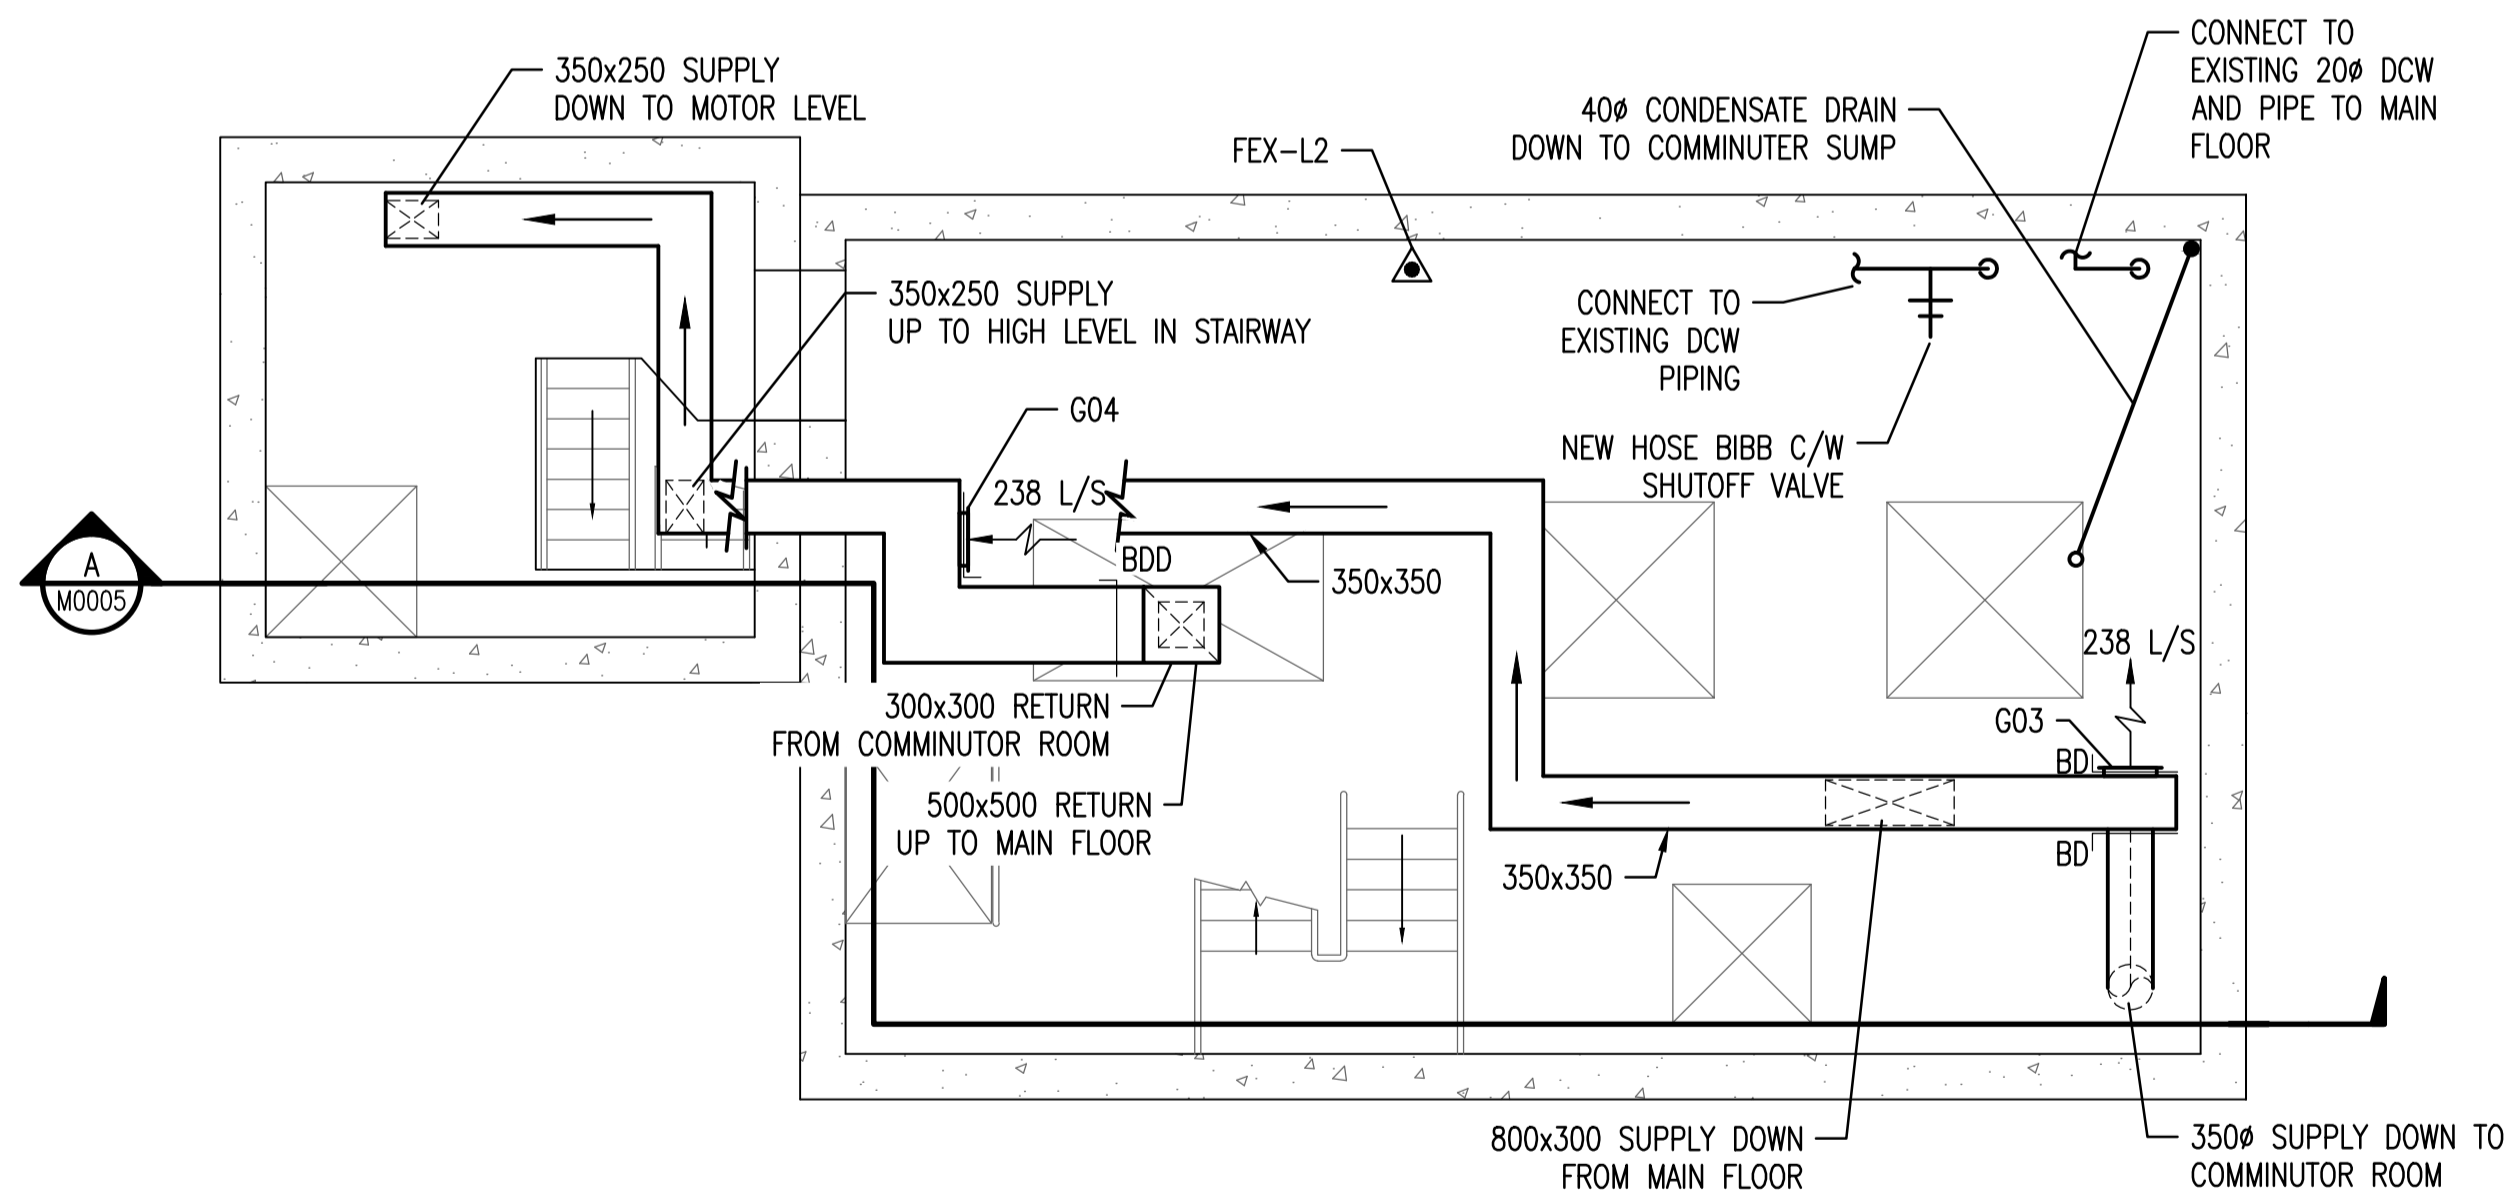 350x250 SUPPLY
DOWN TO MOTOR LEVEL
FEX-L2
40ø CONDENSATE DRAIN
DOWN TO COMMINUTER SUMP
CONNECT TO
EXISTING 20ø DCW
AND PIPE TO MAIN
FLOOR
350x250 SUPPLY
UP TO HIGH LEVEL IN STAIRWAY
CONNECT TO
EXISTING DCW
PIPING
G04
NEW HOSE BIBB C/W
SHUTOFF VALVE
238 L/S
BDD
350x350
A
M0005
238 L/S
300x300 RETURN
FROM COMMINUTOR ROOM
G03
BD
500x500 RETURN
UP TO MAIN FLOOR
350x350
BD
800x300 SUPPLY DOWN
FROM MAIN FLOOR
350ø SUPPLY DOWN TO
COMMINUTOR ROOM